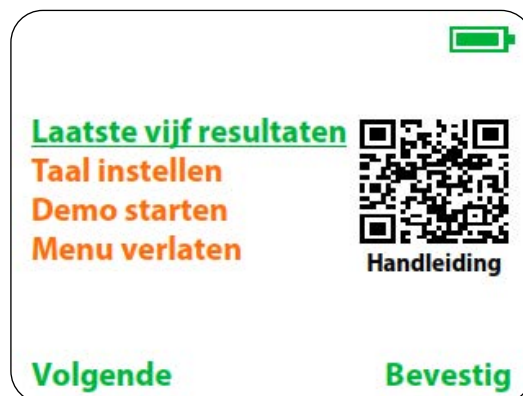 Laatste vijf resultaten
Taal instellen
Demo starten
Menu verlaten
Handleiding
Volgende
Bevestig